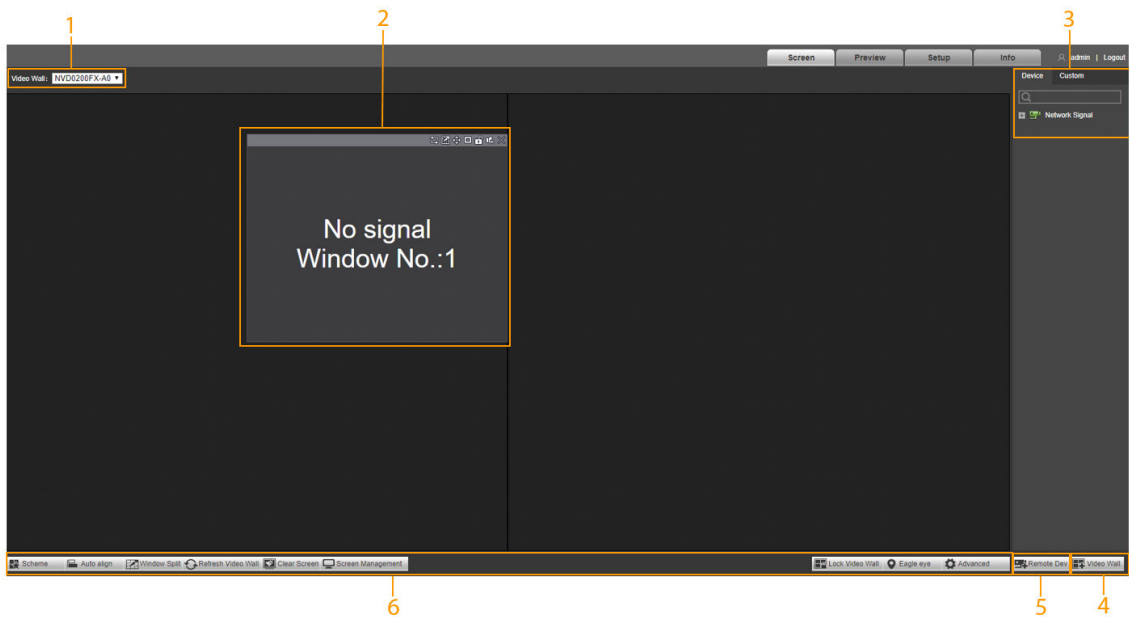 1
2
3
Screen Preview Setup Info admin | Logout
Video Wall: NVD0200FX-A0
Device Custom
Network Signal
No signal
Window No.:1
Scheme Auto align Window Split Refresh Video Wall Clear Screen Screen Management Lock Video Wall Eagle eye Advanced Remote Dev Video Wall
6
5
4